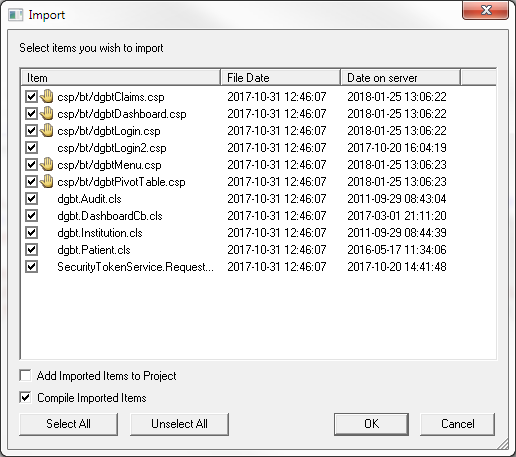 Import
Select items you wish to import
Item File Date Date on server
csp/bt/dgbtClaims.csp 2017-10-31 12:46:07 2018-01-25 13:06:22
csp/bt/dgbtDashboard.csp 2017-10-31 12:46:07 2018-01-25 13:06:22
csp/bt/dgbtLogin.csp 2017-10-31 12:46:07 2018-01-25 13:06:22
csp/bt/dgbtLogin2.csp 2017-10-31 12:46:07 2017-10-20 16:04:19
csp/bt/dgbtMenu.csp 2017-10-31 12:46:07 2018-01-25 13:06:23
csp/bt/dgbtPivotTable.csp 2017-10-31 12:46:07 2018-01-25 13:06:23
dgbt.Audit.cls 2017-10-31 12:46:07 2011-09-29 08:43:04
dgbt.DashboardCb.cls 2017-10-31 12:46:07 2017-03-01 21:11:20
dgbt.Institution.cls 2017-10-31 12:46:07 2011-09-29 08:44:39
dgbt.Patient.cls 2017-10-31 12:46:07 2016-05-17 11:34:06
SecurityTokenService.Request... 2017-10-31 12:46:07 2017-10-20 14:41:48
Add Imported Items to Project
Compile Imported Items
Select All Unselect All OK Cancel